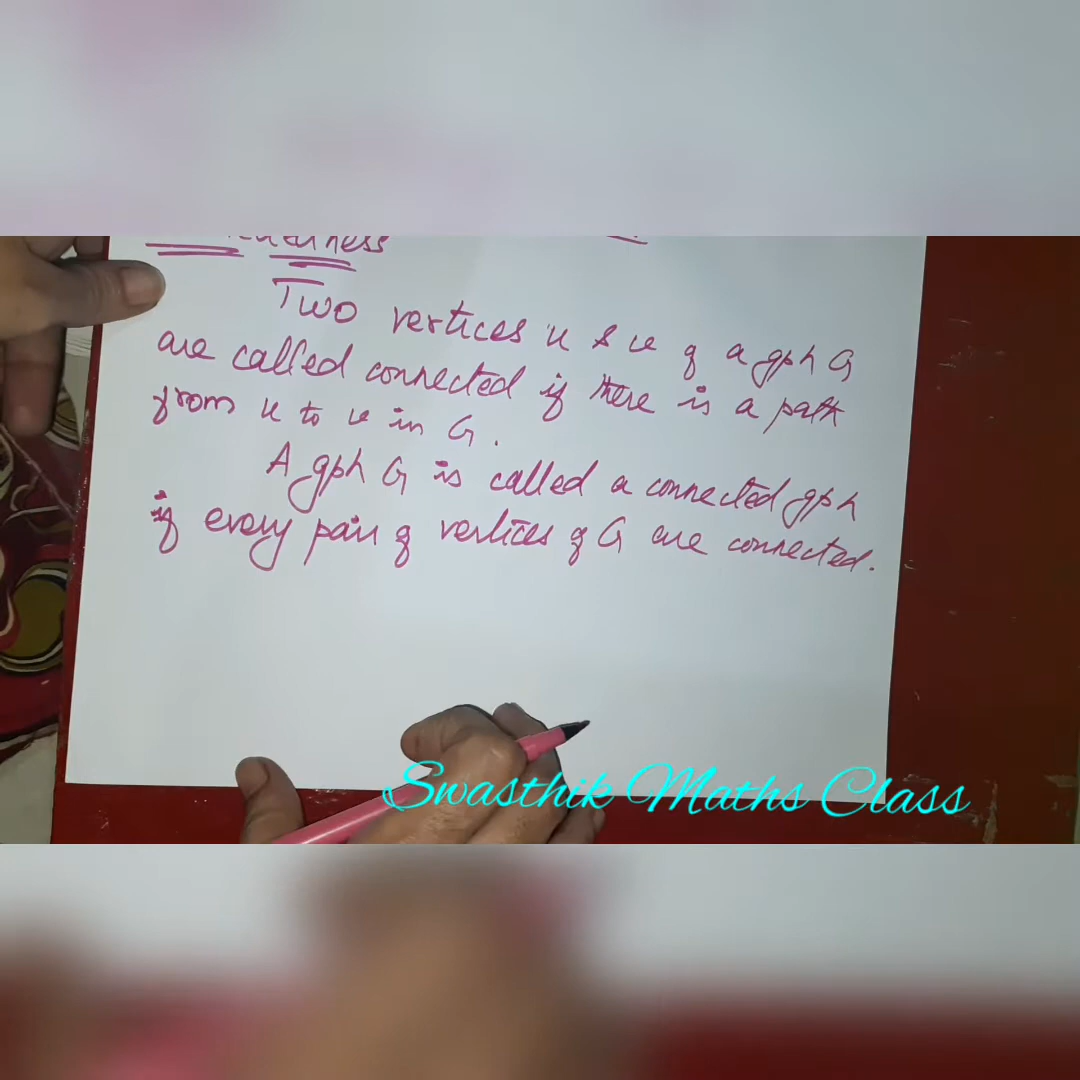 Two vertices u & v of a gph G
are called connected if there is a path
from u to v in G.
A gph G is called a connected gph
if every pair of vertices of G are connected.
Swasthik Maths Class